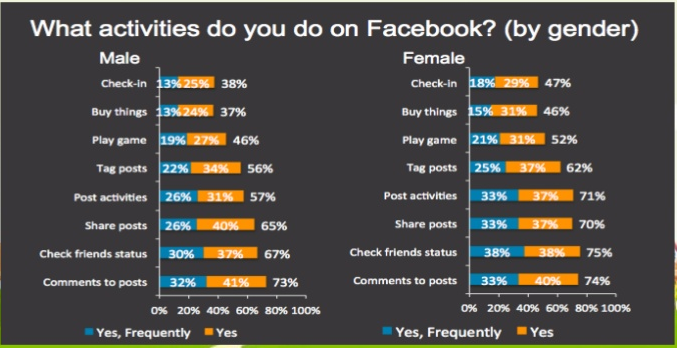 What activities do you do on Facebook? (by gender)
Male
Check-in 13% 25% 38%
Buy things 13% 24% 37%
Play game 19% 27% 46%
Tag posts 22% 34% 56%
Post activities 26% 31% 57%
Share posts 26% 40% 65%
Check friends status 30% 37% 67%
Comments to posts 32% 41% 73%
0% 20% 40% 60% 80% 100%
Yes, Frequently Yes
Female
Check-in 18% 29% 47%
Buy things 15% 31% 46%
Play game 21% 31% 52%
Tag posts 25% 37% 62%
Post activities 33% 37% 71%
Share posts 33% 37% 70%
Check friends status 38% 38% 75%
Comments to posts 33% 40% 74%
0% 20% 40% 60% 80% 100%
Yes, Frequently Yes